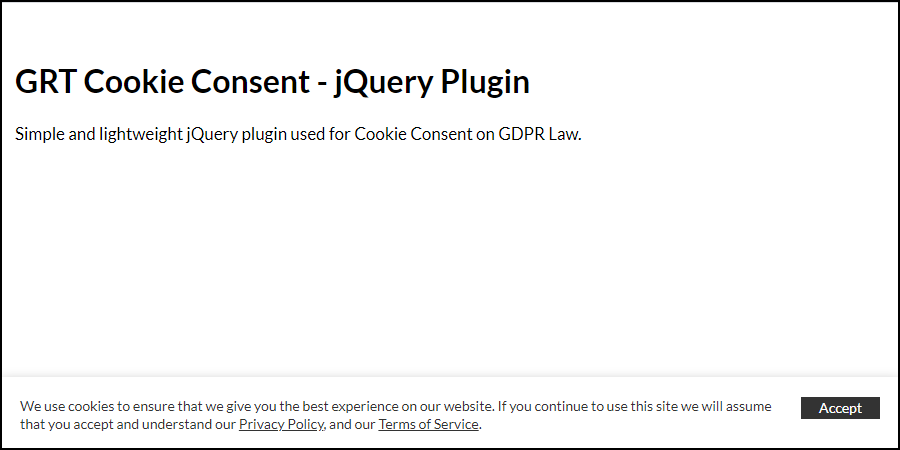 GRT Cookie Consent - jQuery Plugin
Simple and lightweight jQuery plugin used for Cookie Consent on GDPR Law.
We use cookies to ensure that we give you the best experience on our website. If you continue to use this site we will assume
that you accept and understand our Privacy Policy, and our Terms of Service.
Accept